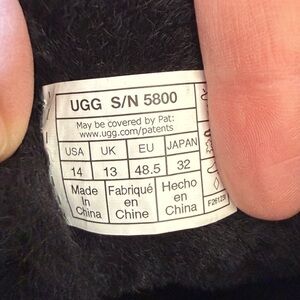 UGG S/N 5800
May be covered by Pat:
www.ugg.com/patents
USA UK EU JAPAN
14 13 48.5 32
Made Fabriqué Hecho
in en en
China Chine China